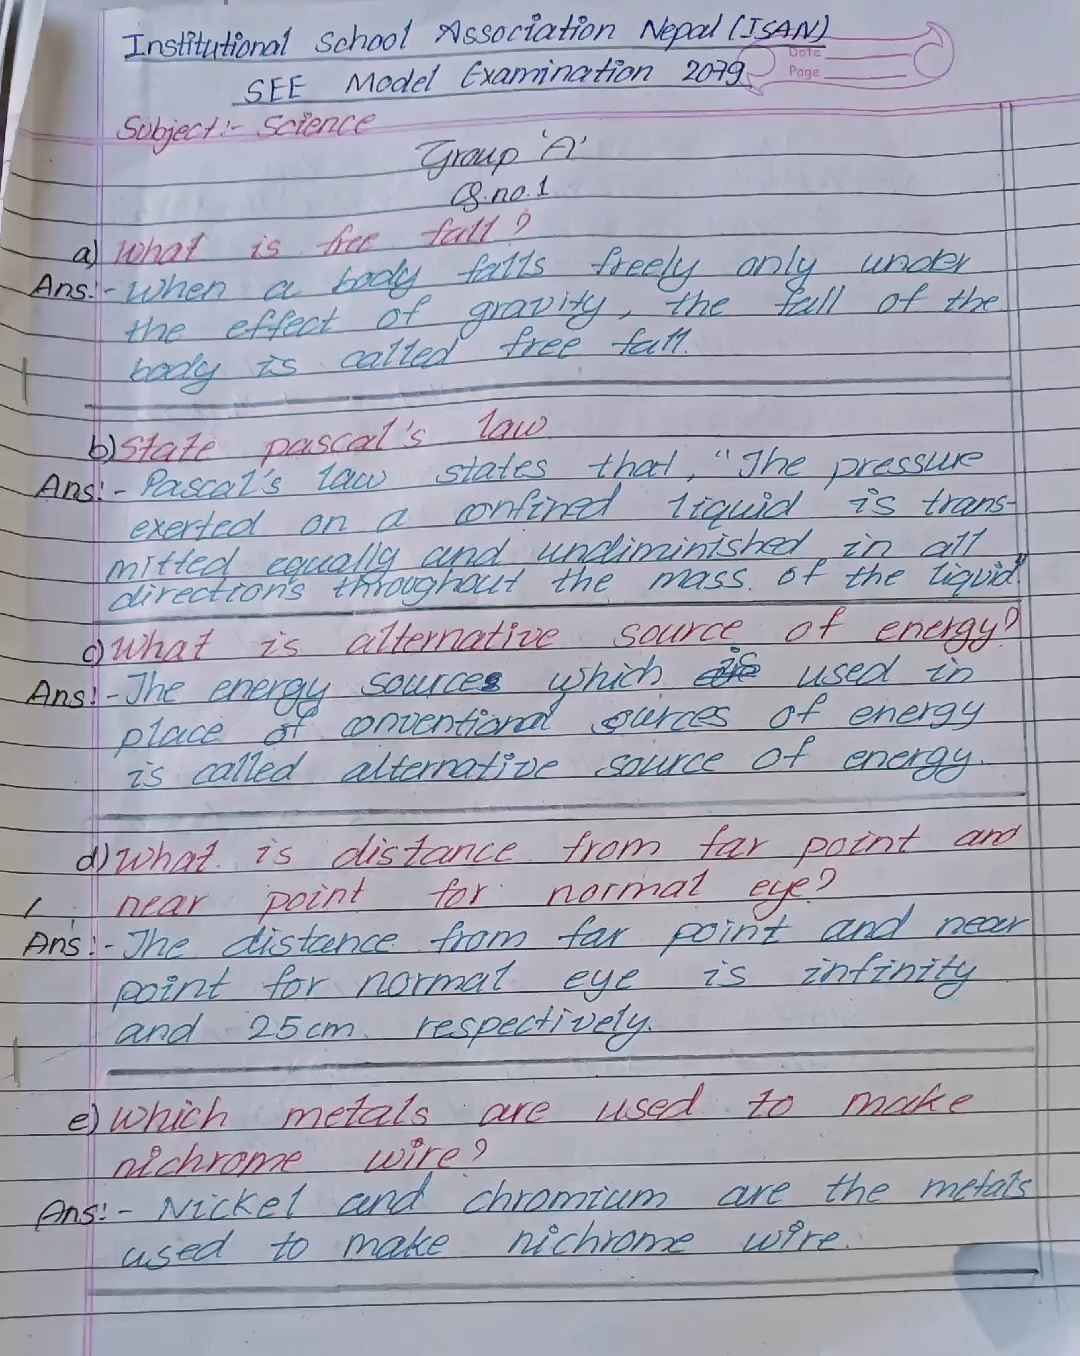 Institutional School Association Nepal (ISAN)
Date
SEE Model Examination 2079
Page
Subject:- Science
Group 'A'
Q.no.1
a) What is free fall?
Ans:- When a body falls freely only under
the effect of gravity, the fall of the
body is called free fall.
b) State pascal's law
Ans:- Pascal's law states that, "The pressure
exerted on a confined liquid is trans-
mitted equally and undiminished in all
directions throughout the mass. of the liquid"
c) What is alternative source of energy?
Ans:- The energy sources which is used in
place of conventional sources of energy
is called alternative source of energy.
d) What is distance from far point and
near point for normal eye?
Ans:- The distance from far point and near
point for normal eye is infinity
and 25 cm respectively.
e) Which metals are used to make
nichrome wire?
Ans:- Nickel and chromium are the metals
used to make nichrome wire.